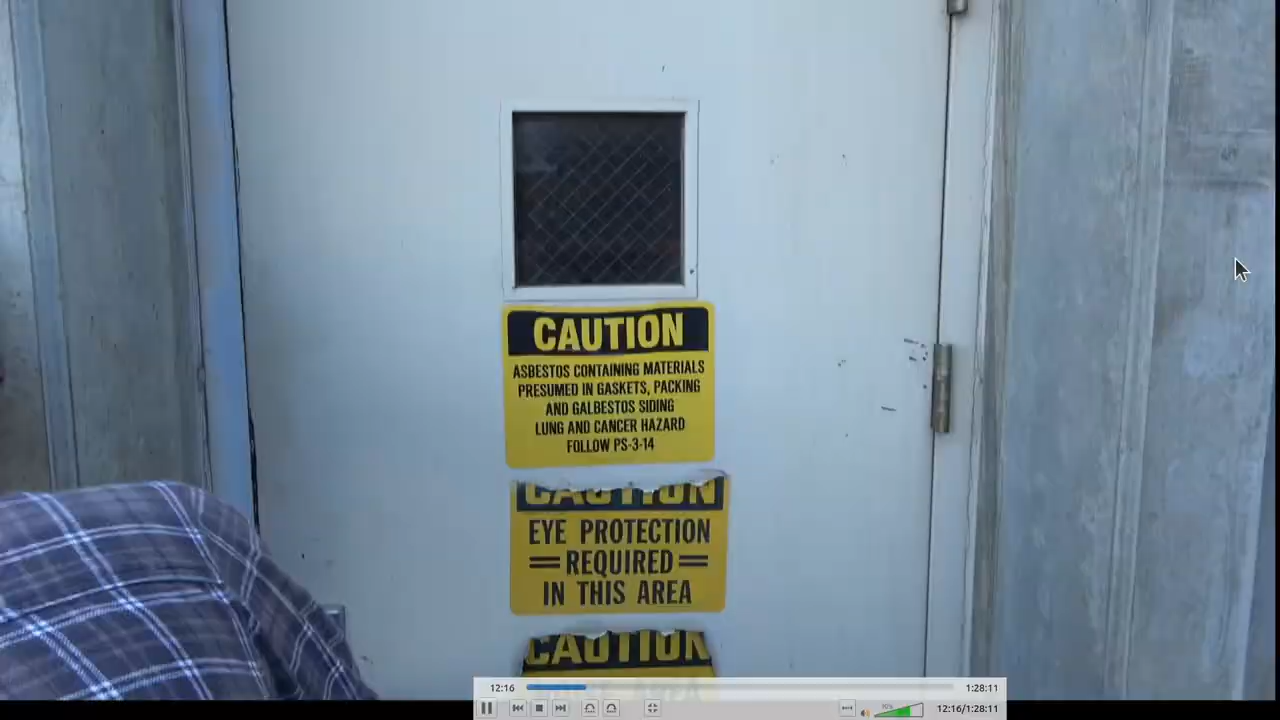 CAUTION
ASBESTOS CONTAINING MATERIALS
PRESUMED IN GASKETS, PACKING
AND GALBESTOS SIDING
LUNG AND CANCER HAZARD
FOLLOW PS-3-14
CAUTION
EYE PROTECTION
REQUIRED
IN THIS AREA
CAUTION
12:16
1:28:11
90%
12:16/1:28:11